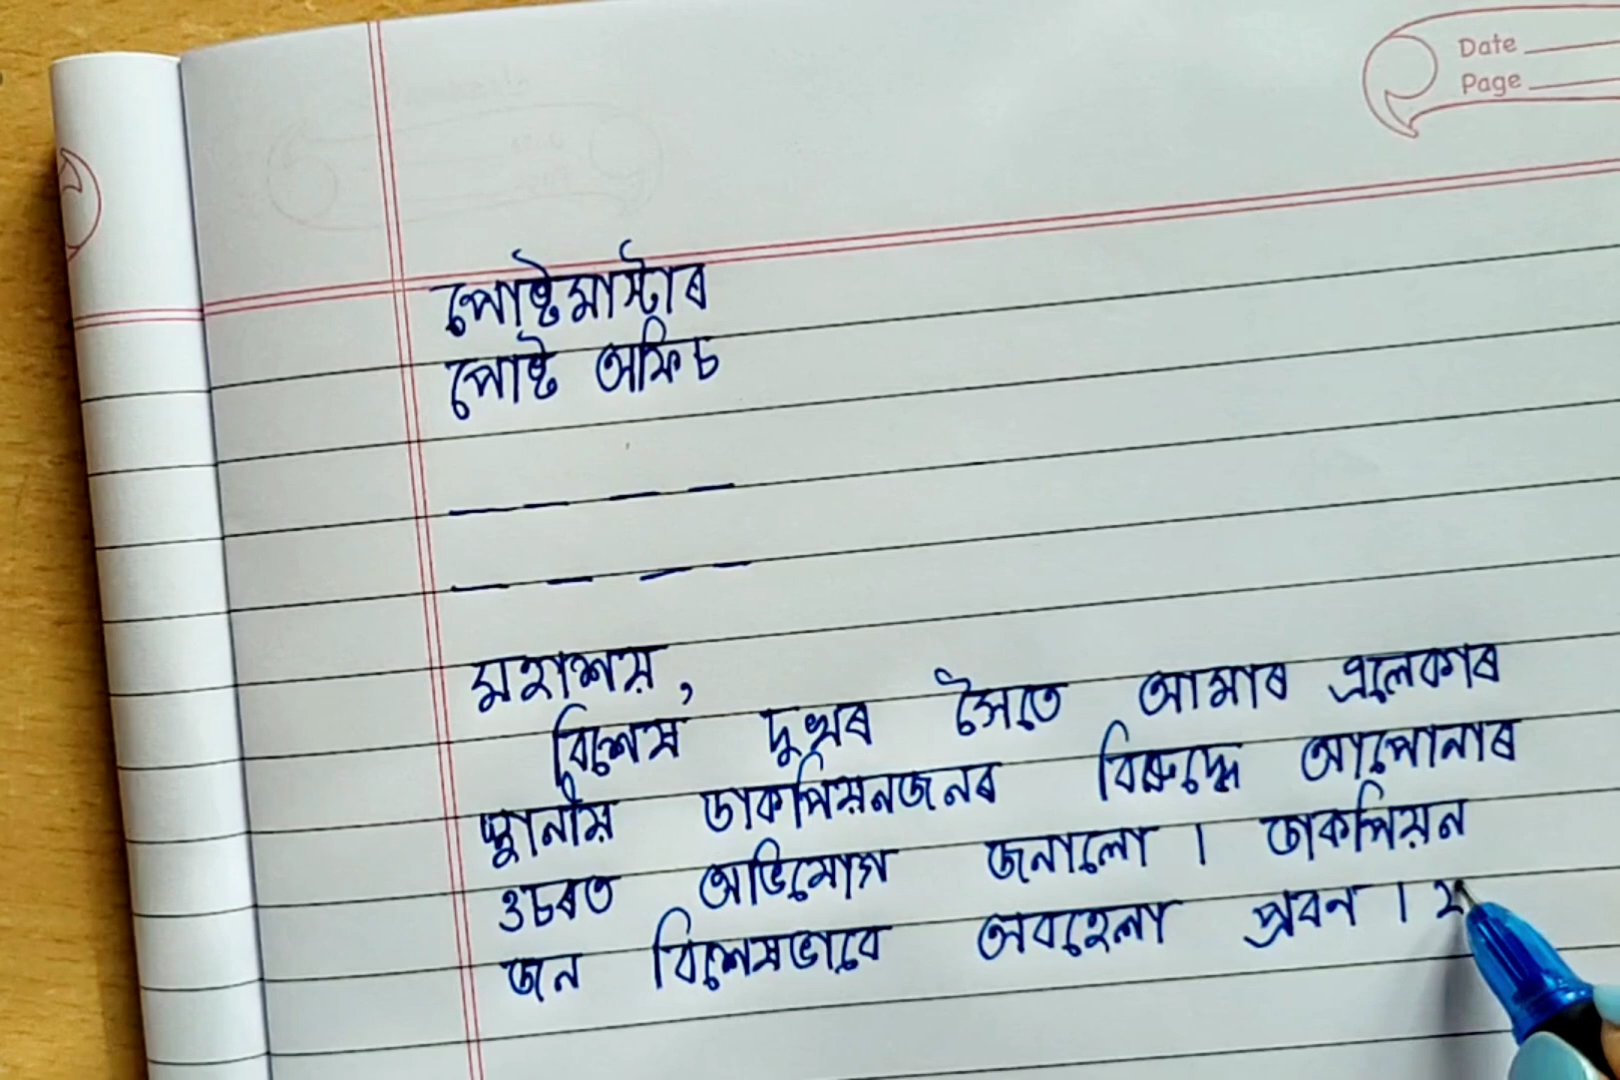 Date
Page
পোষ্টমাস্টাৰ
পোষ্ট অফিচ
মহাশয়,
বিশেষ দুখৰ সৈতে আমাৰ এলেকাৰ
স্থানীয় ডাকপিয়নজনৰ বিৰুদ্ধে আপোনাৰ
ওচৰত অভিযোগ জনালো । ডাকপিয়ন
জন বিশেষভাবে অবহেলা প্ৰবন ।